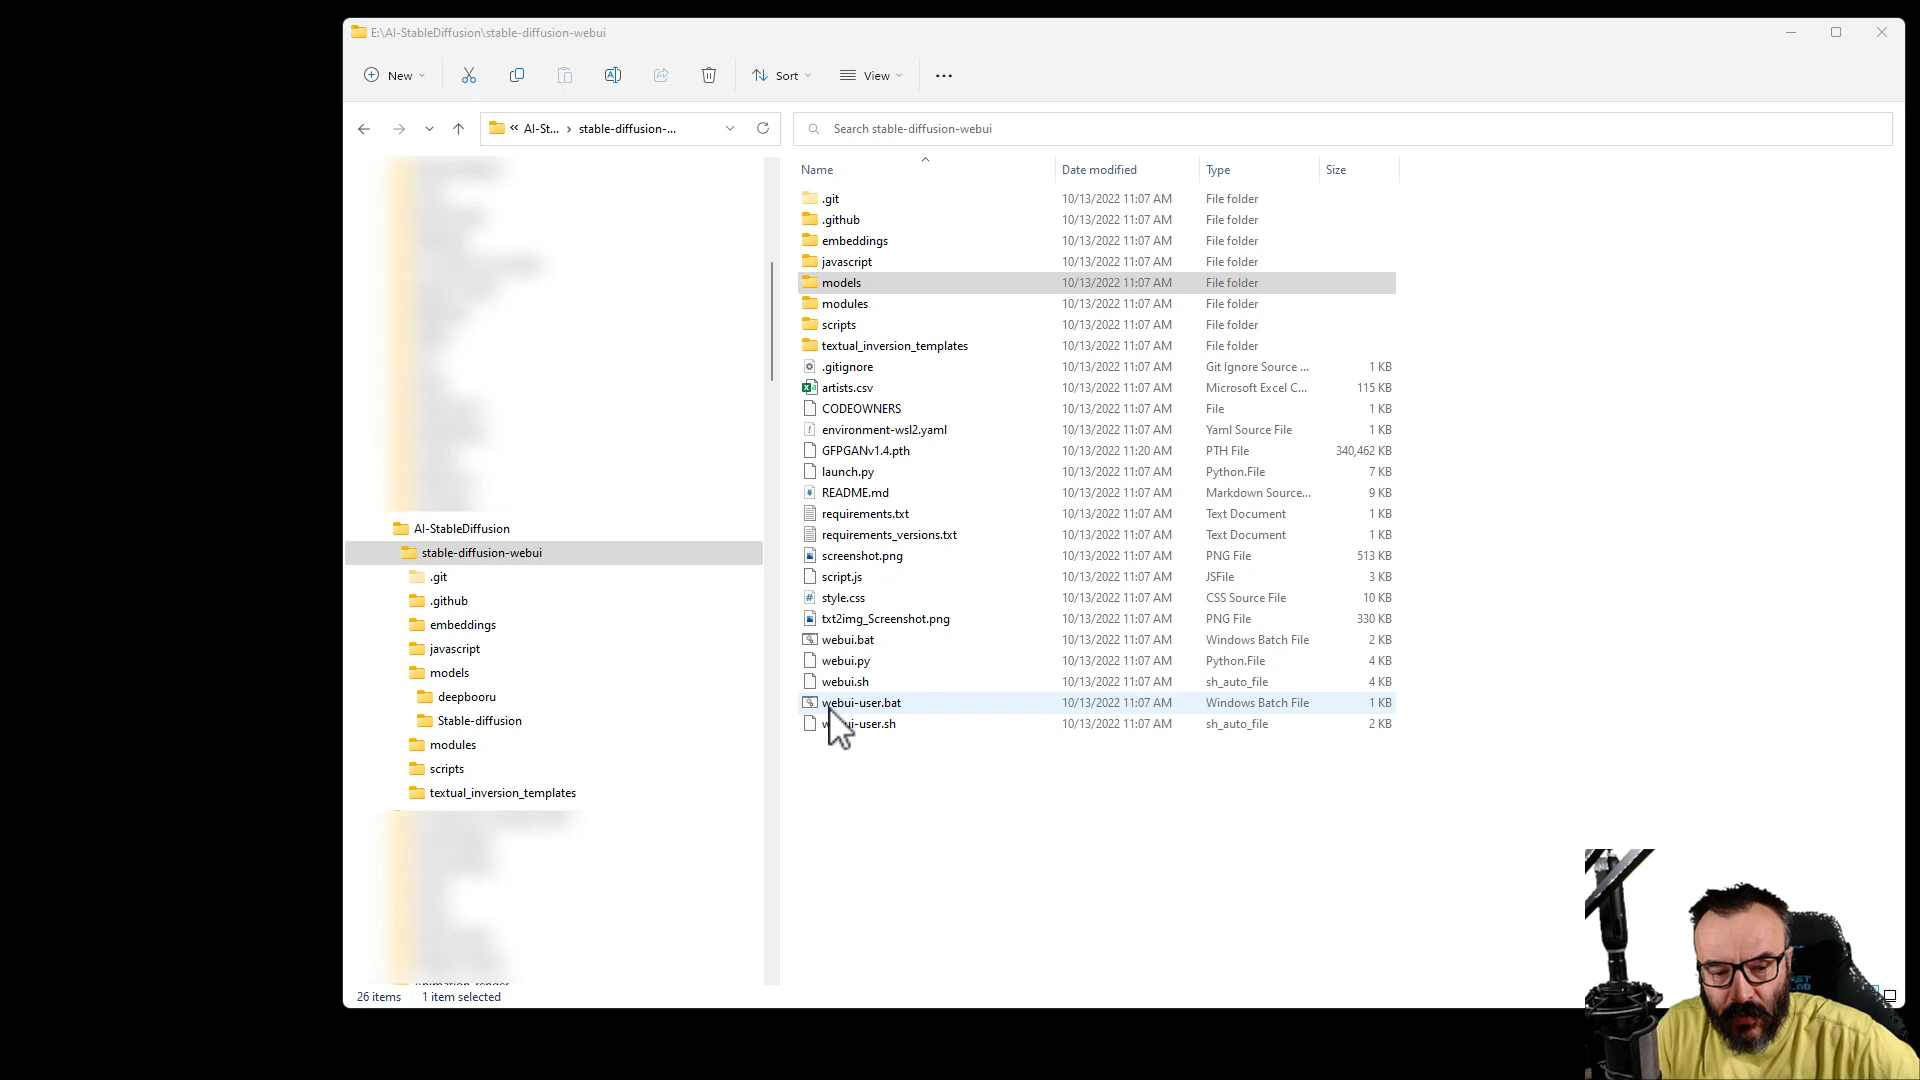 E:\AI-StableDiffusion\stable-diffusion-webui
New Sort View
« AI-St... › stable-diffusion-... Search stable-diffusion-webui
Name Date modified Type Size
.git 10/13/2022 11:07 AM File folder
.github 10/13/2022 11:07 AM File folder
embeddings 10/13/2022 11:07 AM File folder
javascript 10/13/2022 11:07 AM File folder
models 10/13/2022 11:07 AM File folder
modules 10/13/2022 11:07 AM File folder
scripts 10/13/2022 11:07 AM File folder
textual_inversion_templates 10/13/2022 11:07 AM File folder
.gitignore 10/13/2022 11:07 AM Git Ignore Source ... 1 KB
artists.csv 10/13/2022 11:07 AM Microsoft Excel C... 115 KB
CODEOWNERS 10/13/2022 11:07 AM File 1 KB
environment-wsl2.yaml 10/13/2022 11:07 AM Yaml Source File 1 KB
GFPGANv1.4.pth 10/13/2022 11:20 AM PTH File 340,462 KB
launch.py 10/13/2022 11:07 AM Python.File 7 KB
README.md 10/13/2022 11:07 AM Markdown Source... 9 KB
requirements.txt 10/13/2022 11:07 AM Text Document 1 KB
requirements_versions.txt 10/13/2022 11:07 AM Text Document 1 KB
screenshot.png 10/13/2022 11:07 AM PNG File 513 KB
script.js 10/13/2022 11:07 AM JSFile 3 KB
style.css 10/13/2022 11:07 AM CSS Source File 10 KB
txt2img_Screenshot.png 10/13/2022 11:07 AM PNG File 330 KB
webui.bat 10/13/2022 11:07 AM Windows Batch File 2 KB
webui.py 10/13/2022 11:07 AM Python.File 4 KB
webui.sh 10/13/2022 11:07 AM sh_auto_file 4 KB
webui-user.bat 10/13/2022 11:07 AM Windows Batch File 1 KB
webui-user.sh 10/13/2022 11:07 AM sh_auto_file 2 KB
AI-StableDiffusion
stable-diffusion-webui
.git
.github
embeddings
javascript
models
deepbooru
Stable-diffusion
modules
scripts
textual_inversion_templates
26 items 1 item selected